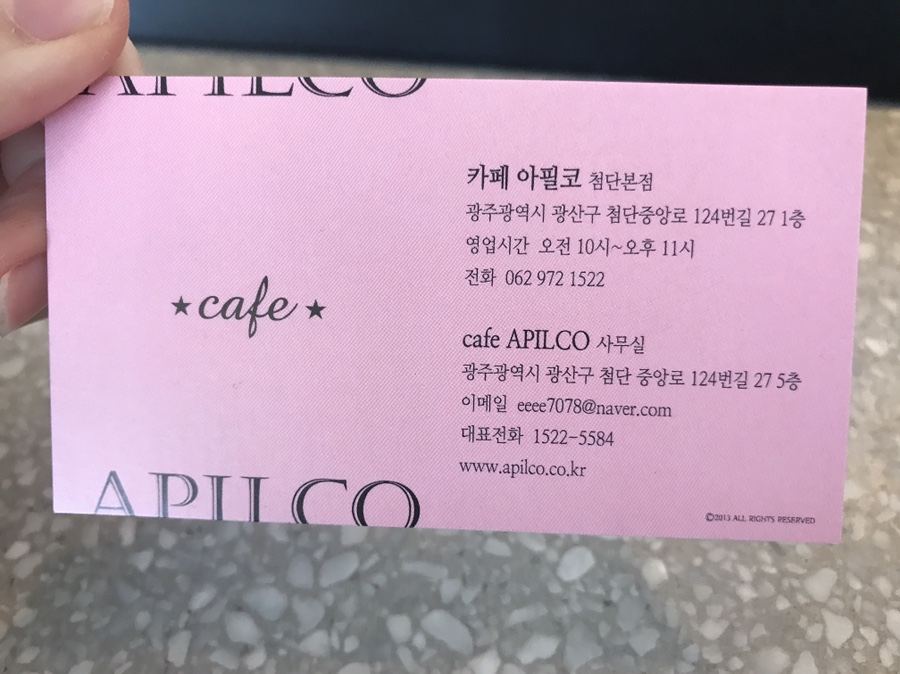 APILCO
★cafe★
APILCO
카페 아필코 첨단본점
광주광역시 광산구 첨단중앙로 124번길 27 1층
영업시간 오전 10시~오후 11시
전화 062 972 1522
cafe APILCO 사무실
광주광역시 광산구 첨단 중앙로 124번길 27 5층
이메일 eeee7078@naver.com
대표전화 1522-5584
www.apilco.co.kr
©2013 ALL RIGHTS RESERVED